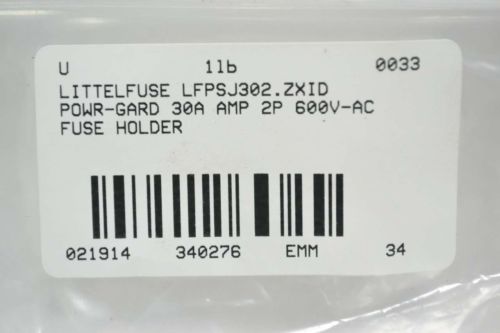 U 1lb 0033
LITTELFUSE LFPSJ302.ZXID
POWR-GARD 30A AMP 2P 600V-AC
FUSE HOLDER
021914 340276 EMM 34